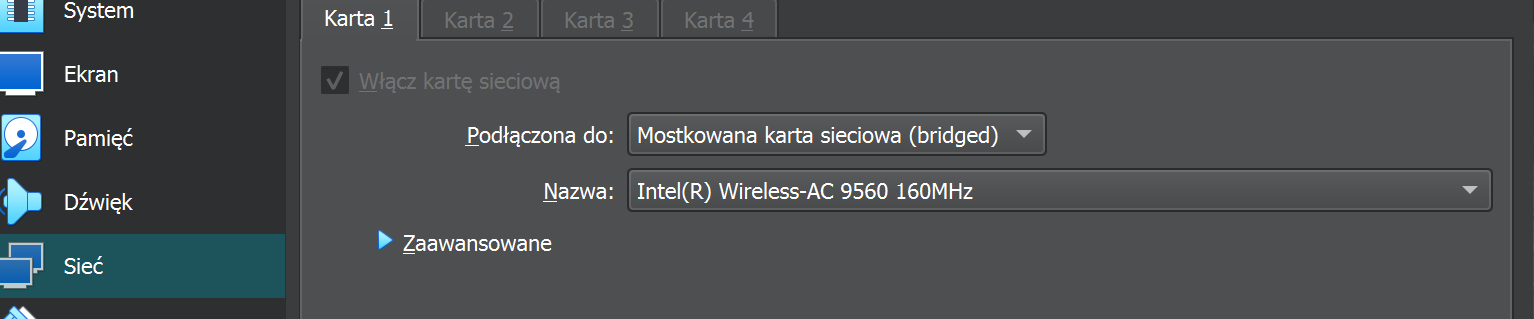 System
Ekran
Pamięć
Dźwięk
Sieć
Karta 1 Karta 2 Karta 3 Karta 4
Włącz kartę sieciową
Podłączona do: Mostkowana karta sieciowa (bridged)
Nazwa: Intel(R) Wireless-AC 9560 160MHz
Zaawansowane